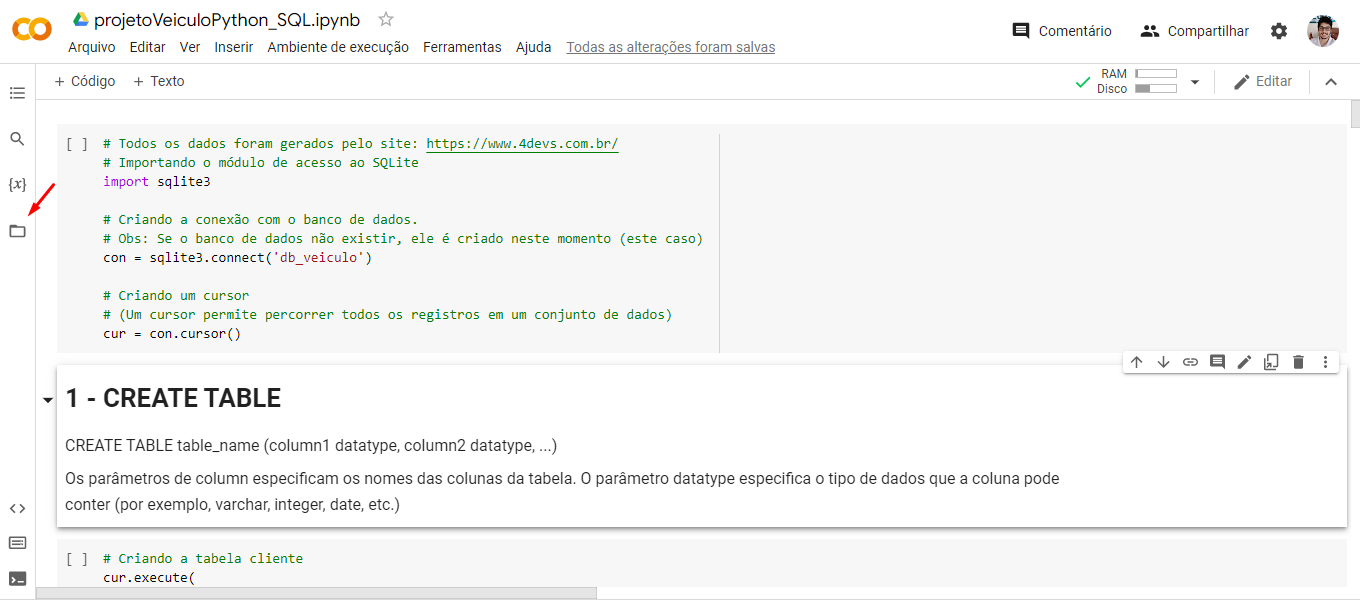 projetoVeiculoPython_SQL.ipynb
Arquivo Editar Ver Inserir Ambiente de execução Ferramentas Ajuda Todas as alterações foram salvas
Comentário Compartilhar
+ Código + Texto
RAM
Disco
Editar
{x}
[ ] # Todos os dados foram gerados pelo site: https://www.4devs.com.br/
# Importando o módulo de acesso ao SQLite
import sqlite3
# Criando a conexão com o banco de dados.
# Obs: Se o banco de dados não existir, ele é criado neste momento (este caso)
con = sqlite3.connect('db_veiculo')
# Criando um cursor
# (Um cursor permite percorrer todos os registros em um conjunto de dados)
cur = con.cursor()
1 - CREATE TABLE
CREATE TABLE table_name (column1 datatype, column2 datatype, ...)
Os parâmetros de column especificam os nomes das colunas da tabela. O parâmetro datatype especifica o tipo de dados que a coluna pode
conter (por exemplo, varchar, integer, date, etc.)
[ ] # Criando a tabela cliente
cur.execute(